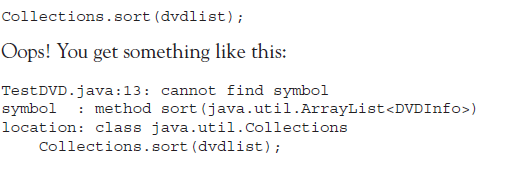 Collections.sort(dvdlist);
Oops! You get something like this:
TestDVD.java:13: cannot find symbol
symbol  : method sort(java.util.ArrayList<DVDInfo>)
location: class java.util.Collections
    Collections.sort(dvdlist);